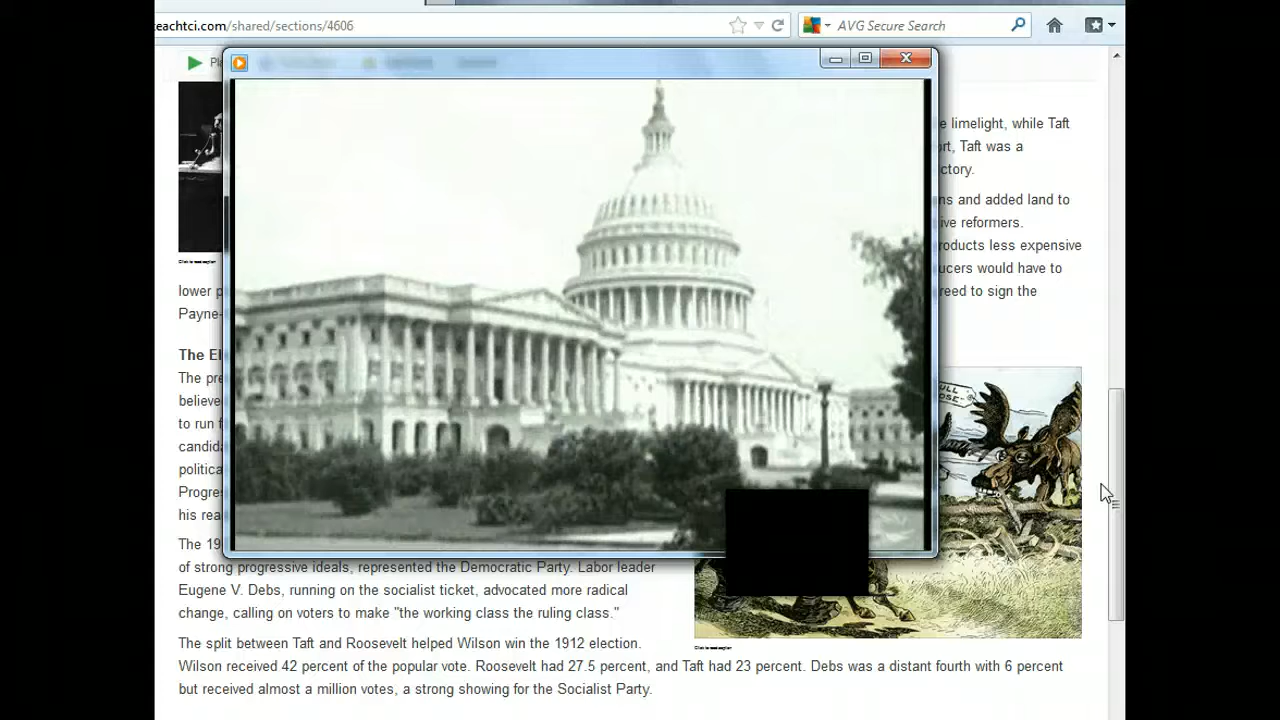 teachtci.com/shared/sections/4606
AVG Secure Search
e limelight, while Taft
rt, Taft was a
ctory.
ns and added land to
ive reformers.
roducts less expensive
ucers would have to
lower p
reed to sign the
Payne-
The El
The pre
believe
to run f
candid
politica
Progre
his rea
ULL
OSE-
The 19
of strong progressive ideals, represented the Democratic Party. Labor leader
Eugene V. Debs, running on the socialist ticket, advocated more radical
change, calling on voters to make "the working class the ruling class."
The split between Taft and Roosevelt helped Wilson win the 1912 election.
Wilson received 42 percent of the popular vote. Roosevelt had 27.5 percent, and Taft had 23 percent. Debs was a distant fourth with 6 percent
but received almost a million votes, a strong showing for the Socialist Party.